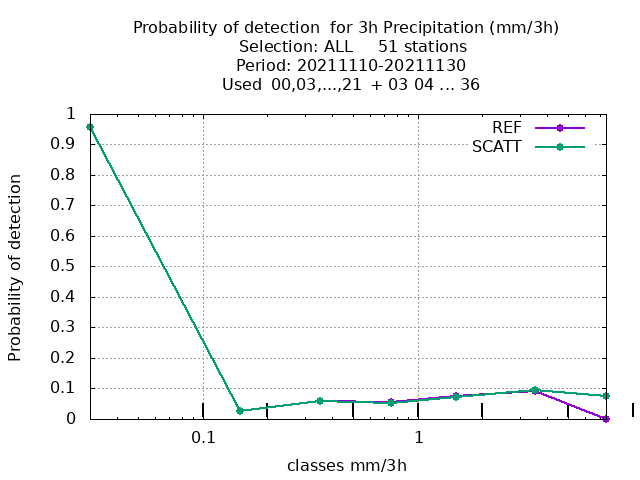 Probability of detection  for 3h Precipitation (mm/3h)
Selection: ALL     51 stations
Period: 20211110-20211130
Used  00,03,...,21  + 03 04 ... 36
REF
SCATT
1
0.9
0.8
0.7
0.6
0.5
0.4
0.3
0.2
0.1
0
Probability of detection
0.1
1
classes mm/3h